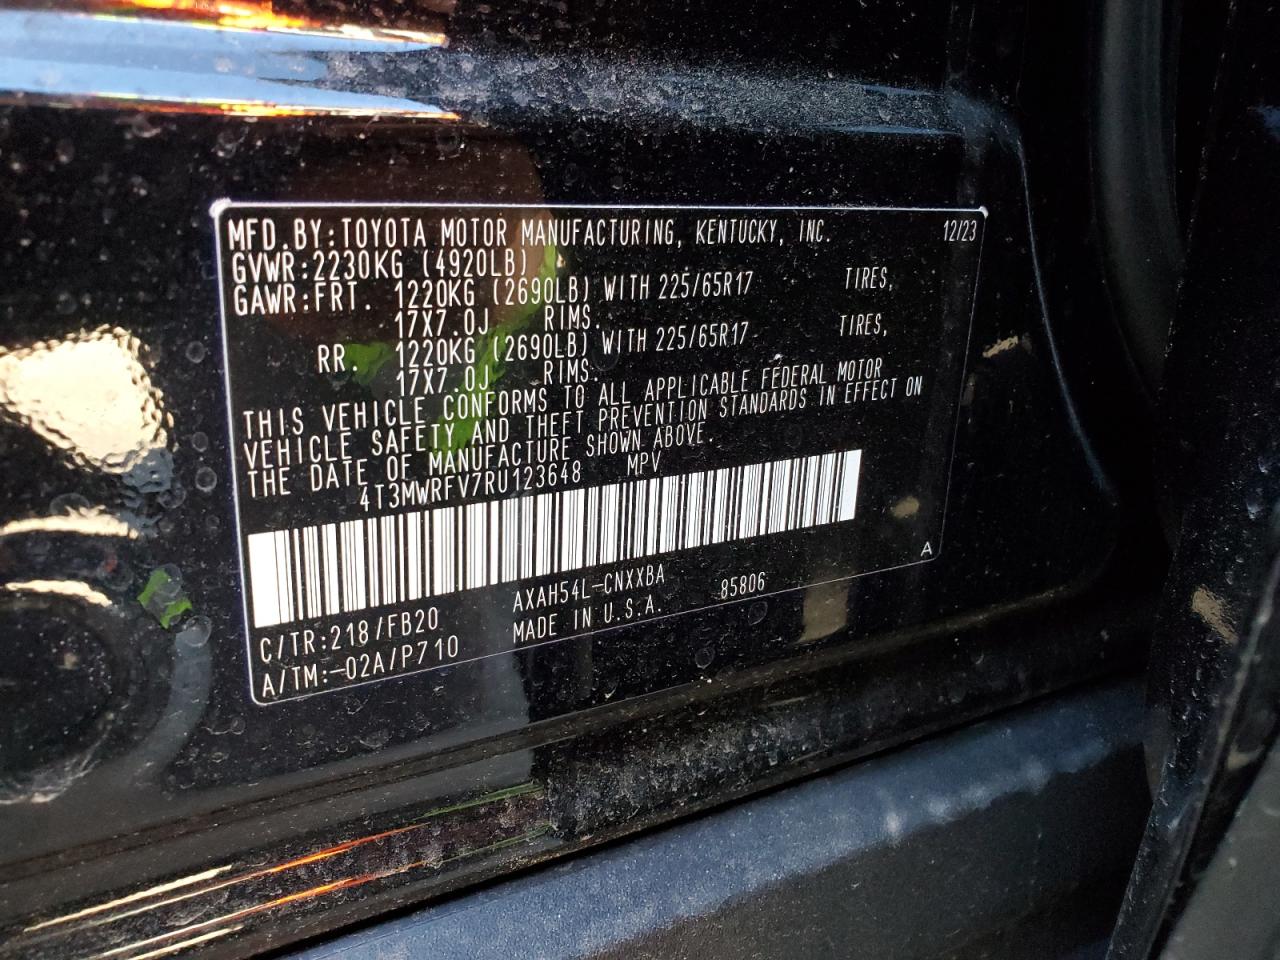 MFD.BY:TOYOTA MOTOR MANUFACTURING, KENTUCKY, INC. 12/23
GVWR:2230KG (4920LB)
GAWR:FRT. 1220KG (2690LB) WITH 225/65R17 TIRES,
17X7.0J RIMS.
RR. 1220KG (2690LB) WITH 225/65R17 TIRES,
17X7.0J RIMS.
THIS VEHICLE CONFORMS TO ALL APPLICABLE FEDERAL MOTOR
VEHICLE SAFETY AND THEFT PREVENTION STANDARDS IN EFFECT ON
THE DATE OF MANUFACTURE SHOWN ABOVE.
4T3MWRFV7RU123648 MPV
A
C/TR:218/FB20 AXAH54L-CNXXBA 85806
A/TM:-02A/P710 MADE IN U.S.A.